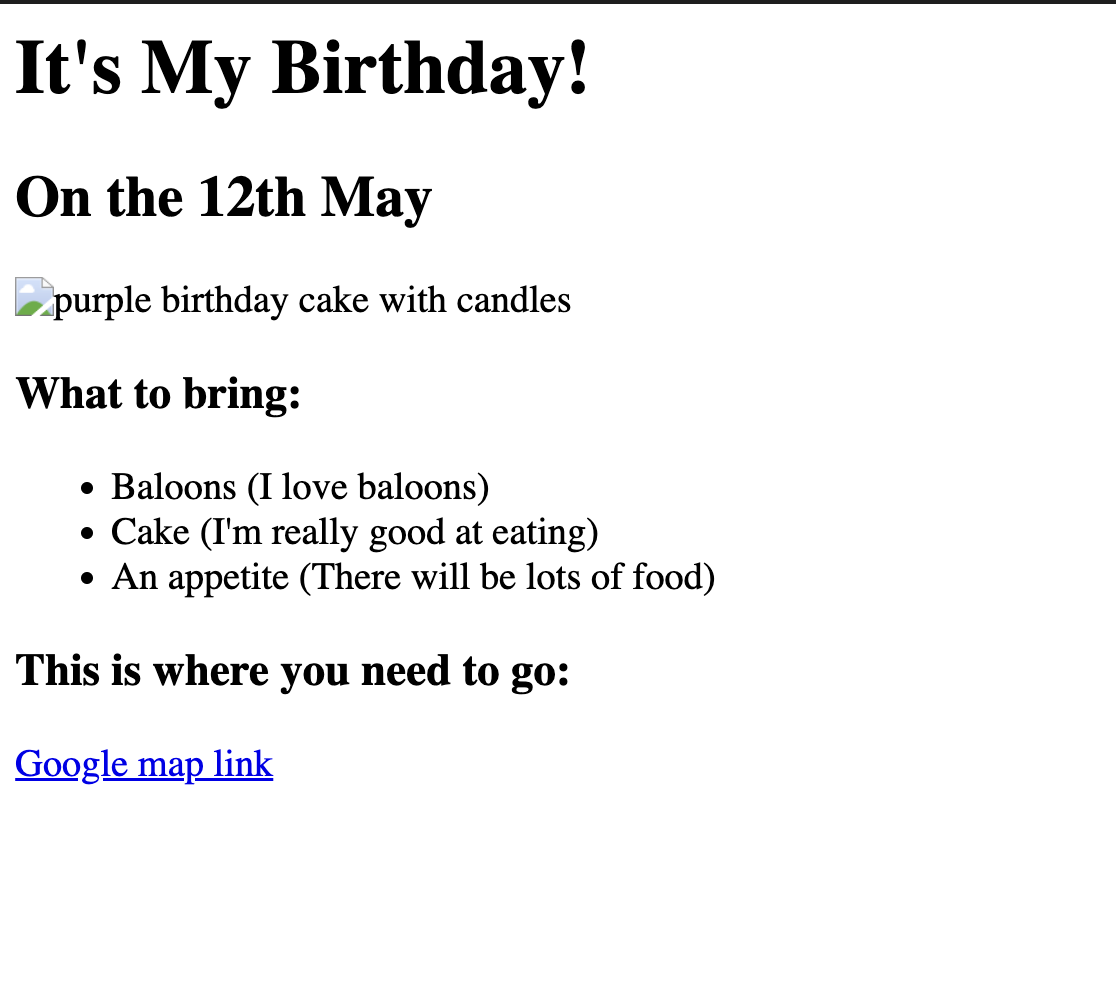 It's My Birthday!
On the 12th May
purple birthday cake with candles
What to bring:
• Baloons (I love baloons)
• Cake (I'm really good at eating)
• An appetite (There will be lots of food)
This is where you need to go:
Google map link